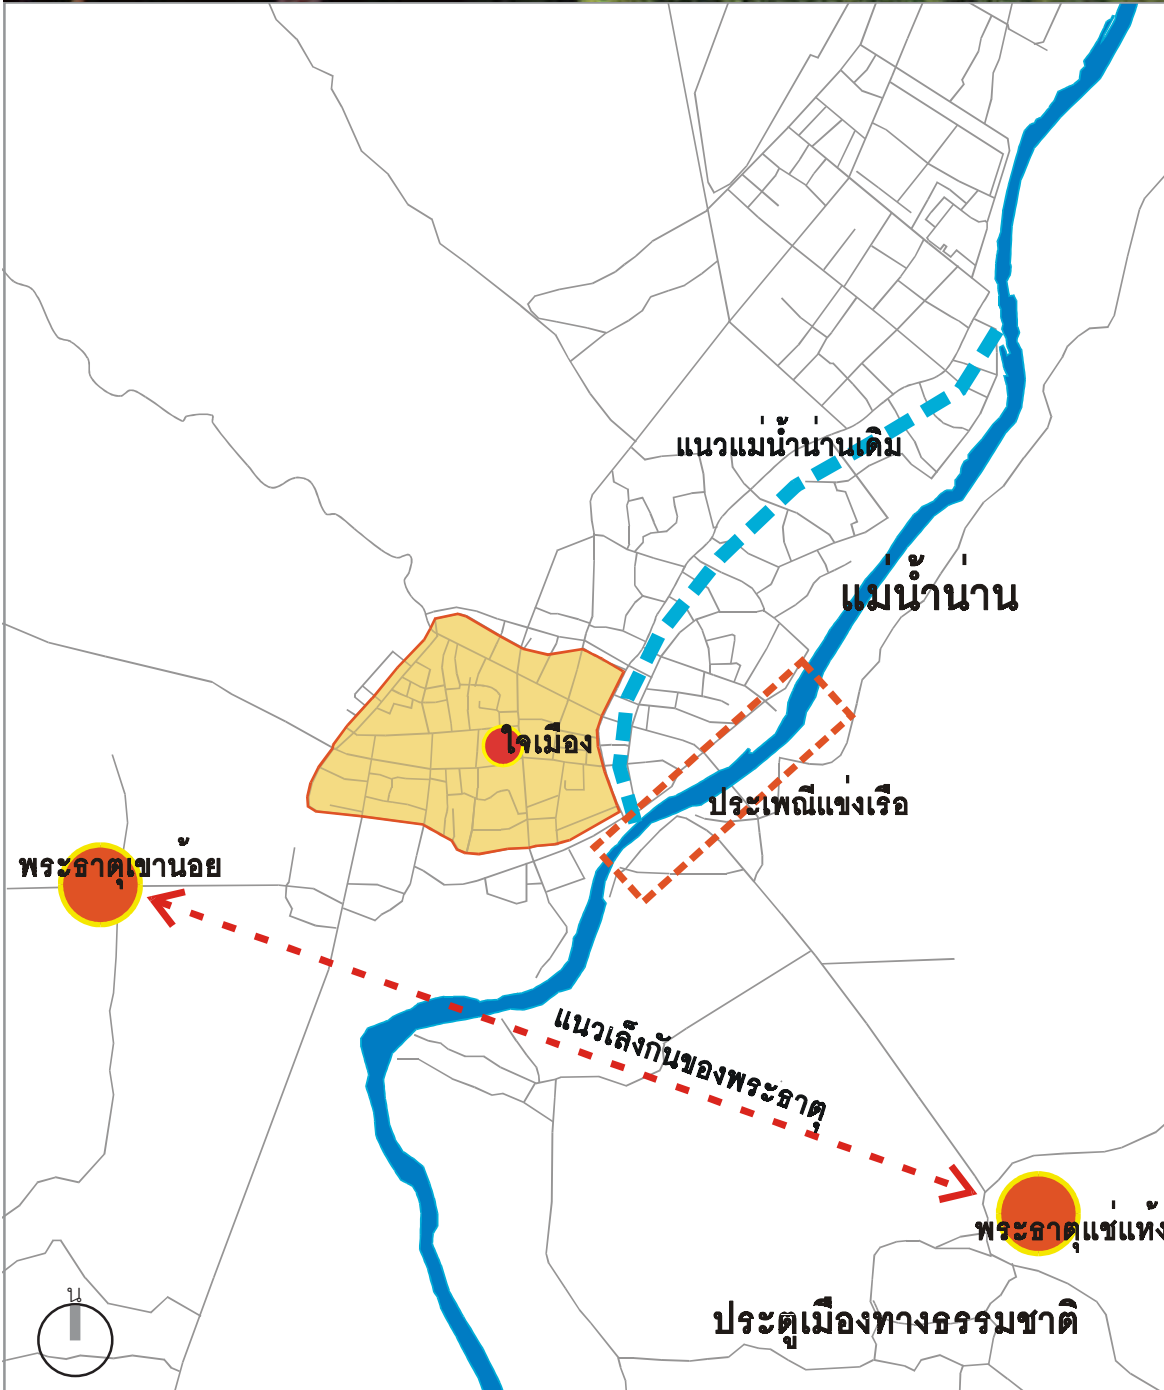 แนวแม่น้ำน่านเดิม
แม่น้ำน่าน
ใจเมือง
ประเพณีแข่งเรือ
พระธาตุเขาน้อย
แนวเล็งกันของพระธาตุ
พระธาตุแช่แห้ง
น
ประตูเมืองทางธรรมชาติ